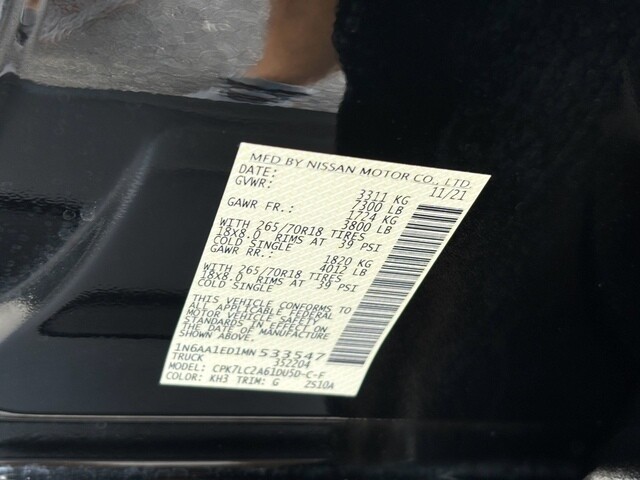 MFD BY NISSAN MOTOR CO., LTD.
DATE: 11/21
GVWR: 3311 KG
7300 LB
GAWR FR.: 1724 KG
3800 LB
WITH 265/70R18 TIRES
18X8.0 RIMS AT 39 PSI
COLD SINGLE
GAWR RR.: 1820 KG
4012 LB
WITH 265/70R18 TIRES
18X8.0 RIMS AT 39 PSI
COLD SINGLE
THIS VEHICLE CONFORMS TO
ALL APPLICABLE FEDERAL
MOTOR VEHICLE SAFETY
STANDARDS IN EFFECT ON
THE DATE OF MANUFACTURE
SHOWN ABOVE.
1N6AA1ED1MN533547
TRUCK 352204
MODEL: CPK7LC2A61DU5D-C-F
COLOR: KH3 TRIM: G ZS10A